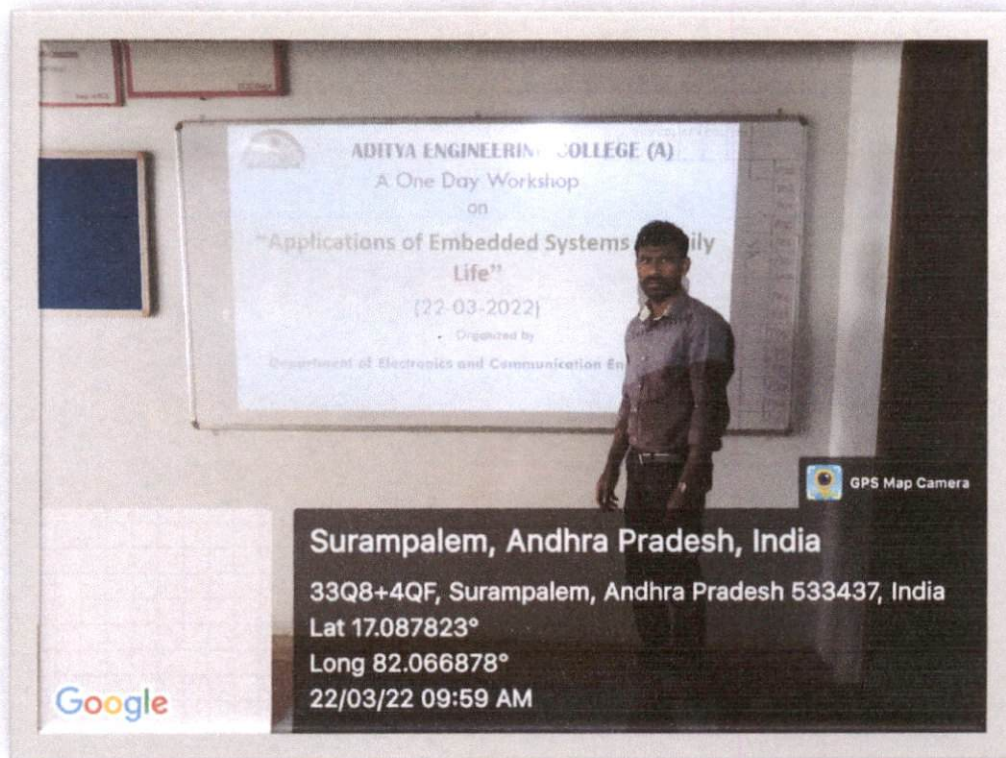 ADITYA ENGINEERIN COLLEGE (A)
A One Day Workshop
on
"Applications of Embedded Systems ily
Life"
(22-03-2022)
Organized by
Department of Electronics and Communication En
GPS Map Camera
Surampalem, Andhra Pradesh, India
33Q8+4QF, Surampalem, Andhra Pradesh 533437, India
Lat 17.087823°
Long 82.066878°
22/03/22 09:59 AM
Google